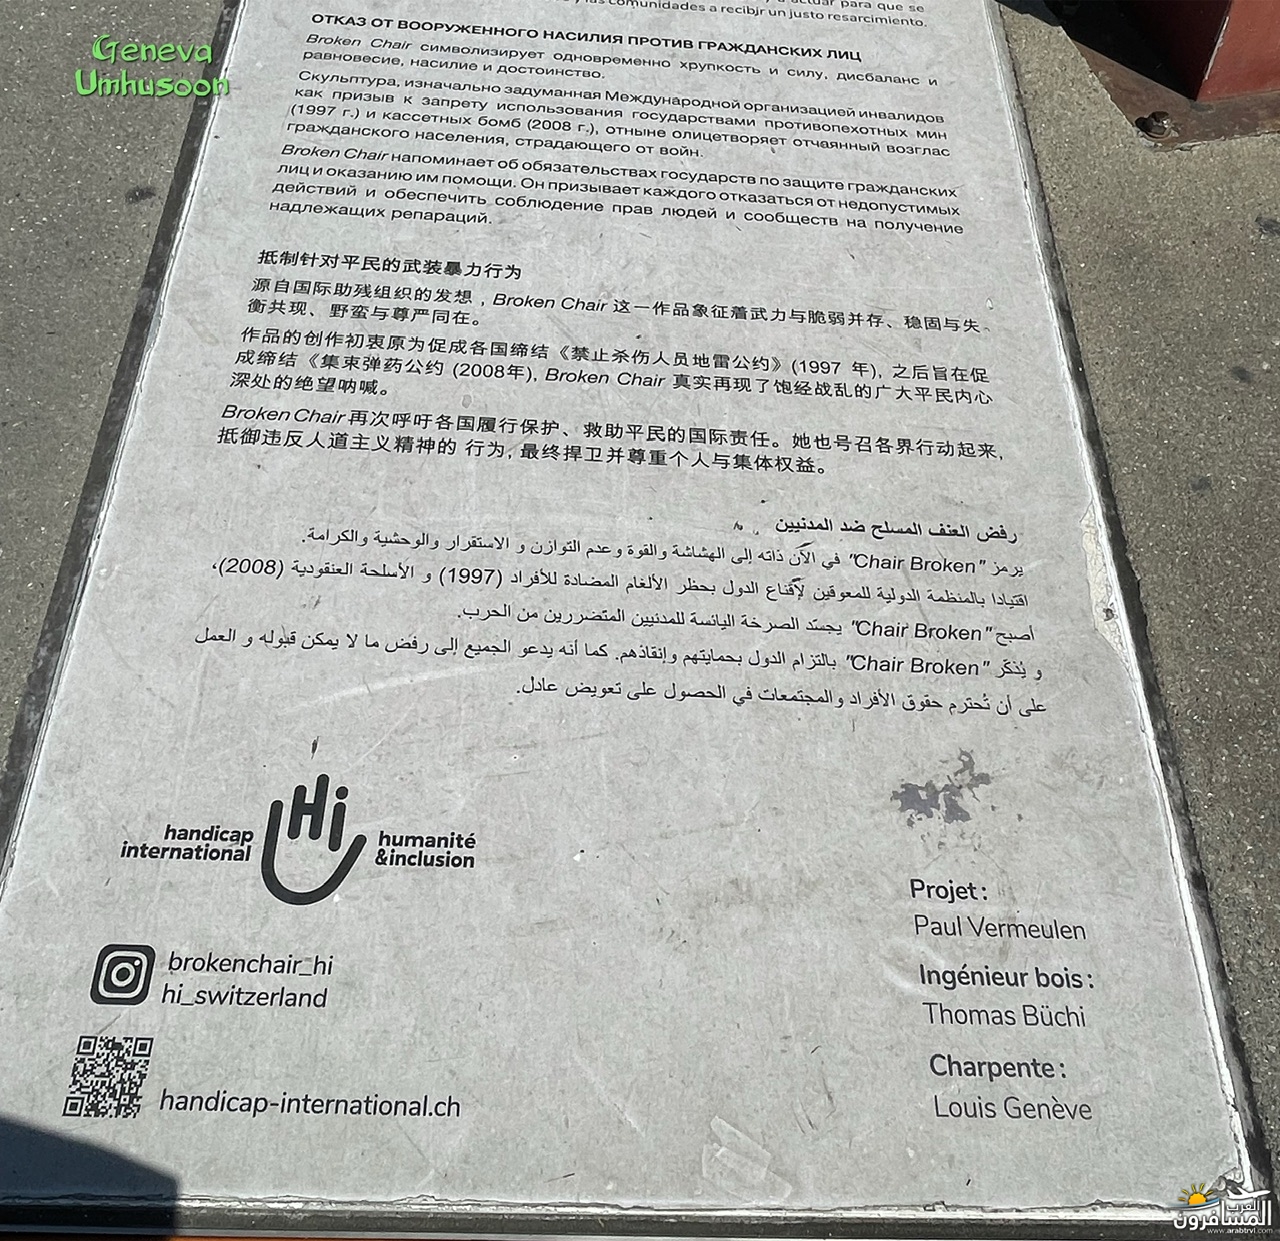 actuar para que se
y las comunidades a recibir un justo resarcimiento.
ОТКАЗ ОТ ВООРУЖЕННОГО НАСИЛИЯ ПРОТИВ ГРАЖДАНСКИХ ЛИЦ
Broken Chair символизирует одновременно хрупкость и силу, дисбаланс и
равновесие, насилие и достоинство.
Скульптура, изначально задуманная Международной организацией инвалидов
как призыв к запрету использования государствами противопехотных мин
(1997 г.) и кассетных бомб (2008 г.), отныне олицетворяет отчаянный возглас
гражданского населения, страдающего от войн.
Broken Chair напоминает об обязательствах государств по защите гражданских
лиц и оказанию им помощи. Он призывает каждого отказаться от недопустимых
действий и обеспечить соблюдение прав людей и сообществ на получение
надлежащих репараций.
抵制针对平民的武装暴力行为
源自国际助残组织的发想，Broken Chair 这一作品象征着武力与脆弱并存、稳固与失
衡共现、野蛮与尊严同在。
作品的创作初衷原为促成各国缔结《禁止杀伤人员地雷公约》(1997 年), 之后旨在促
成缔结《集束弹药公约 (2008年), Broken Chair 真实再现了饱经战乱的广大平民内心
深处的绝望呐喊。
Broken Chair 再次呼吁各国履行保护、救助平民的国际责任。她也号召各界行动起来，
抵御违反人道主义精神的 行为, 最终捍卫并尊重个人与集体权益。
رفض العنف المسلح ضد المدنيين
يرمز "Chair Broken" في الآن ذاته إلى الهشاشة والقوة وعدم التوازن و الاستقرار والوحشية والكرامة.
اقتيادا بالمنظمة الدولية للمعوقين لإقناع الدول بحظر الألغام المضادة للأفراد (1997) و الأسلحة العنقودية (2008)،
أصبح "Chair Broken" يجسّد الصرخة اليائسة للمدنيين المتضررين من الحرب.
و يُذكّر "Chair Broken" بالتزام الدول بحمايتهم وإنقاذهم. كما أنه يدعو الجميع إلى رفض ما لا يمكن قبوله و العمل
على أن تُحترم حقوق الأفراد والمجتمعات في الحصول على تعويض عادل.
handicap
international
Hi
humanité
&inclusion
brokenchair_hi
hi_switzerland
handicap-international.ch
Projet :
Paul Vermeulen
Ingénieur bois :
Thomas Büchi
Charpente :
Louis Genève
Geneva
Umhusoon
العرب
المسافرون
www.arabtrvl.com